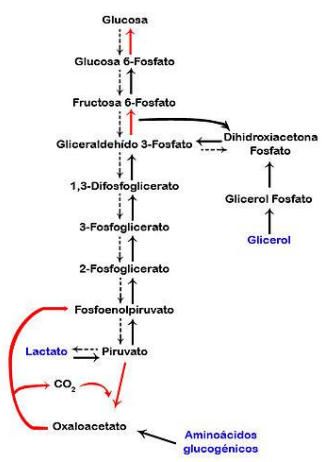 Glucosa
Glucosa 6-Fosfato
Fructosa 6-Fosfato
Gliceraldehído 3-Fosfato
Dihidroxiacetona
Fosfato
1,3-Difosfoglicerato
Glicerol Fosfato
3-Fosfoglicerato
Glicerol
2-Fosfoglicerato
Fosfoenolpiruvato
Lactato
Piruvato
CO2
Oxaloacetato
Aminoácidos
glucogénicos